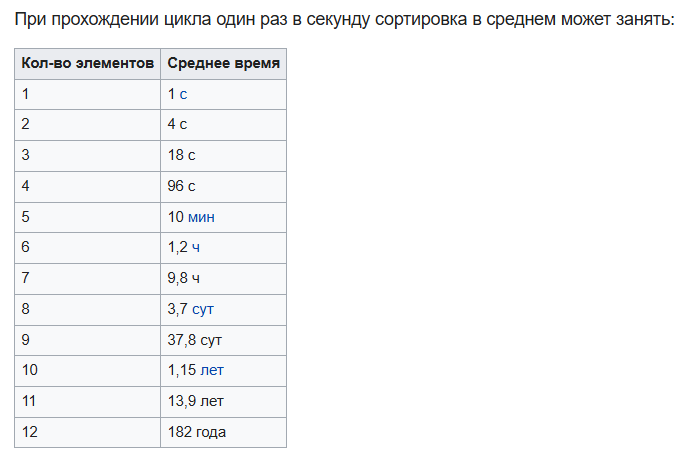 При прохождении цикла один раз в секунду сортировка в среднем может занять:
Кол-во элементов Среднее время
1 1 с
2 4 с
3 18 с
4 96 с
5 10 мин
6 1,2 ч
7 9,8 ч
8 3,7 сут
9 37,8 сут
10 1,15 лет
11 13,9 лет
12 182 года